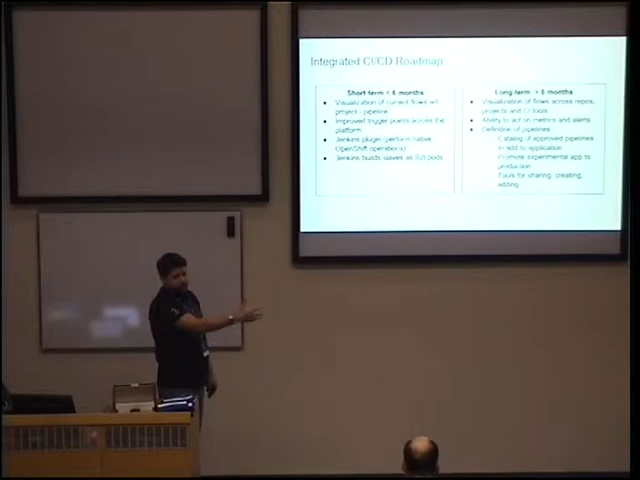 Integrated CI/CD Roadmap
Short-term < 6 months
Visualization of current flows
project - pipeline
Improved trigger points across the
platform
Jenkins plugin (perform native
OpenShift operations)
Jenkins builds slaves as pods
Long-term > 6 months
Visualization of flows across repos,
projects and CI tools
Ability to act on metrics and alerts
Definition of pipelines
Catalog of approved pipelines
to add to application
Promote experimental app to
production
Tools for sharing, creating,
editing